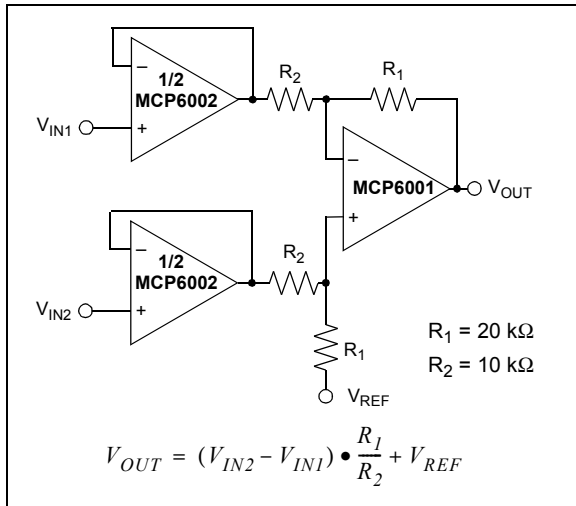 R2
R1
−
1/2
MCP6002
VIN1
+
−
MCP6001
VOUT
+
−
1/2
MCP6002
R2
VIN2
+
R1
R1 = 20 kΩ
R2 = 10 kΩ
VREF
VOUT = (VIN2 − VIN1) • R1/R2 + VREF